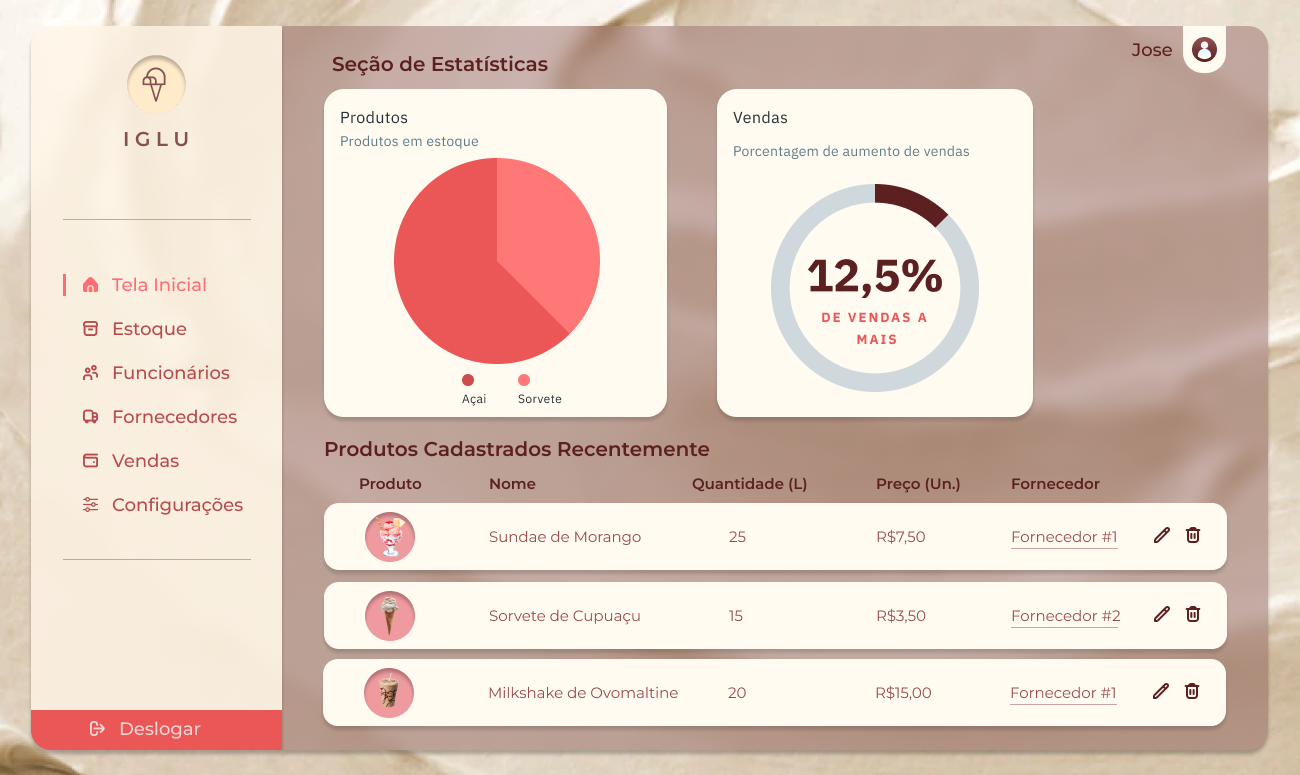 IGLU
Tela Inicial
Estoque
Funcionários
Fornecedores
Vendas
Configurações
Deslogar
Jose
Seção de Estatísticas
Produtos
Produtos em estoque
Açai
Sorvete
Vendas
Porcentagem de aumento de vendas
12,5%
DE VENDAS A
MAIS
Produtos Cadastrados Recentemente
Produto Nome Quantidade (L) Preço (Un.) Fornecedor
Sundae de Morango 25 R$7,50 Fornecedor #1
Sorvete de Cupuaçu 15 R$3,50 Fornecedor #2
Milkshake de Ovomaltine 20 R$15,00 Fornecedor #1